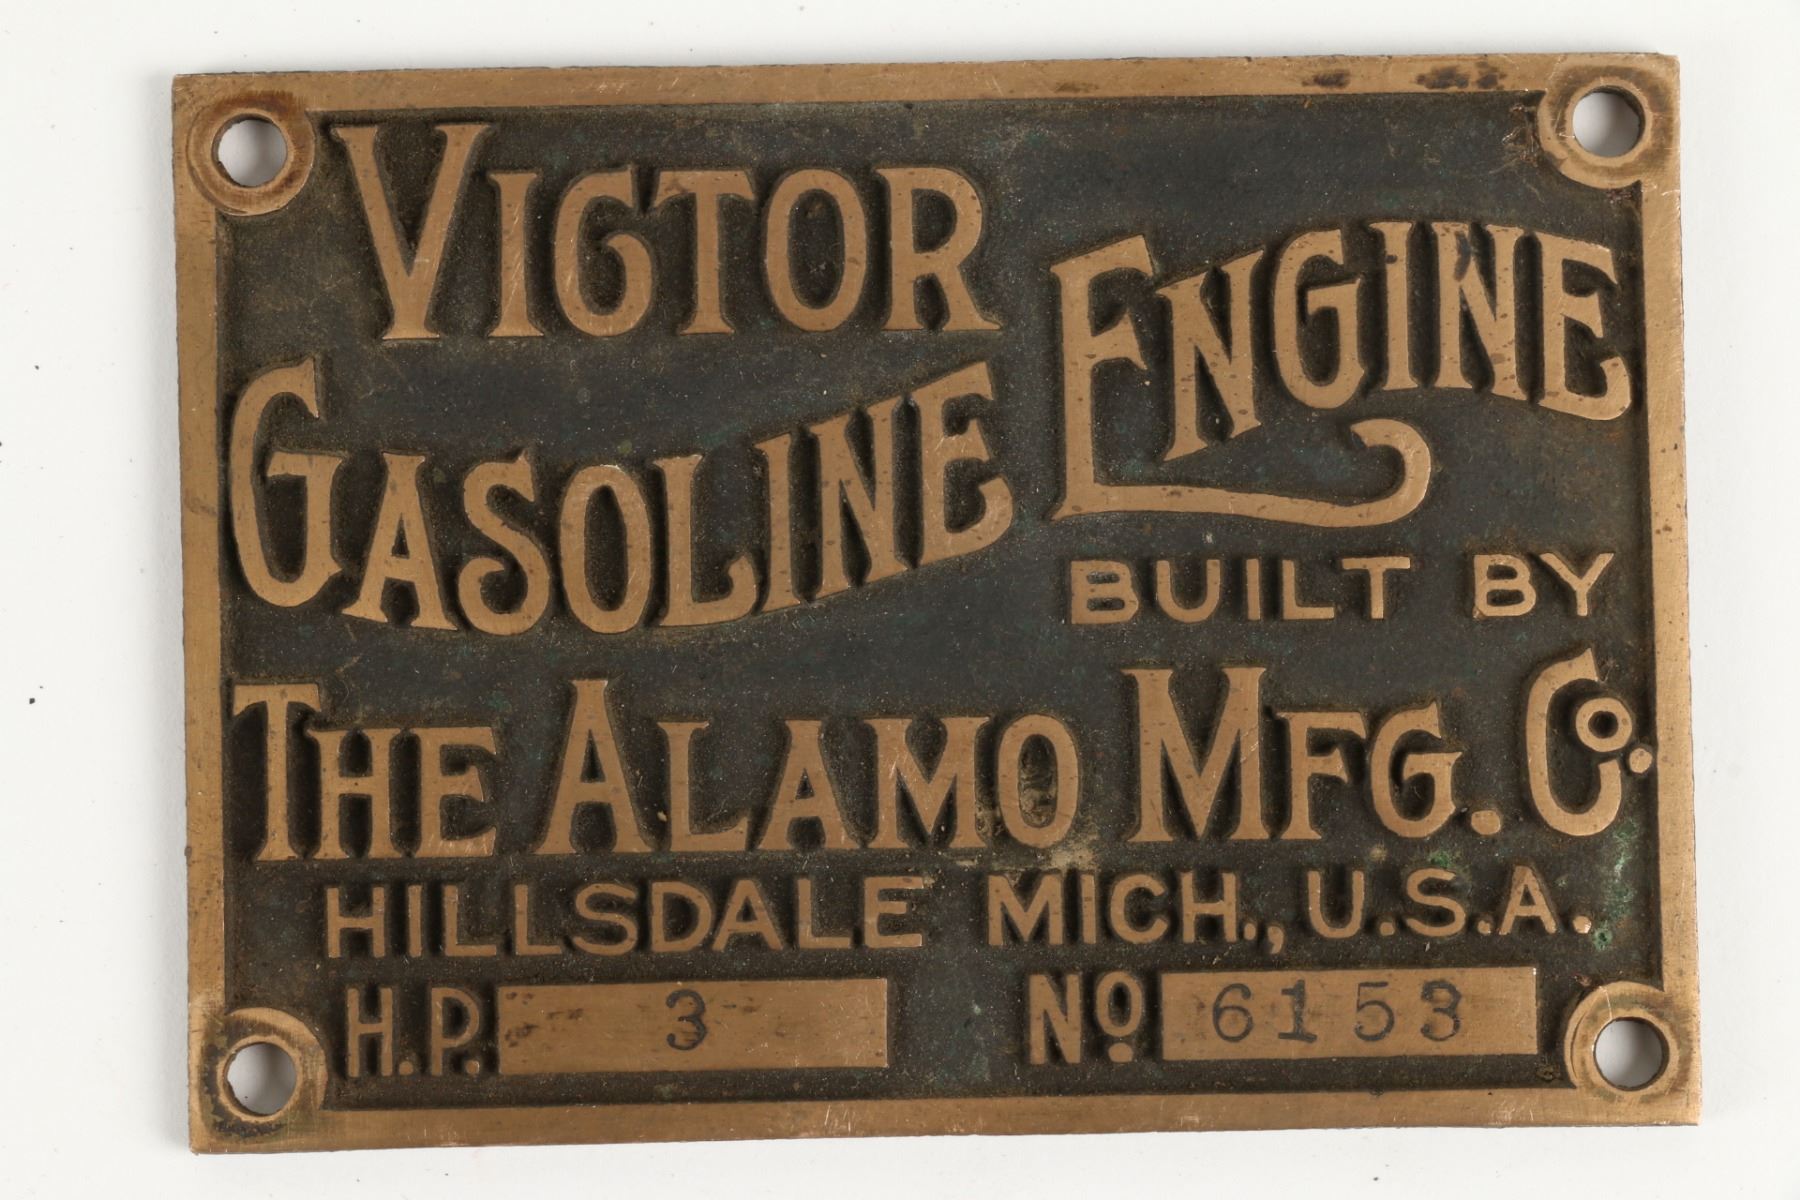 VICTOR
GASOLINE ENGINE
BUILT BY
THE ALAMO MFG. Co.
HILLSDALE MICH., U.S.A.
H.P. 3 No 6153